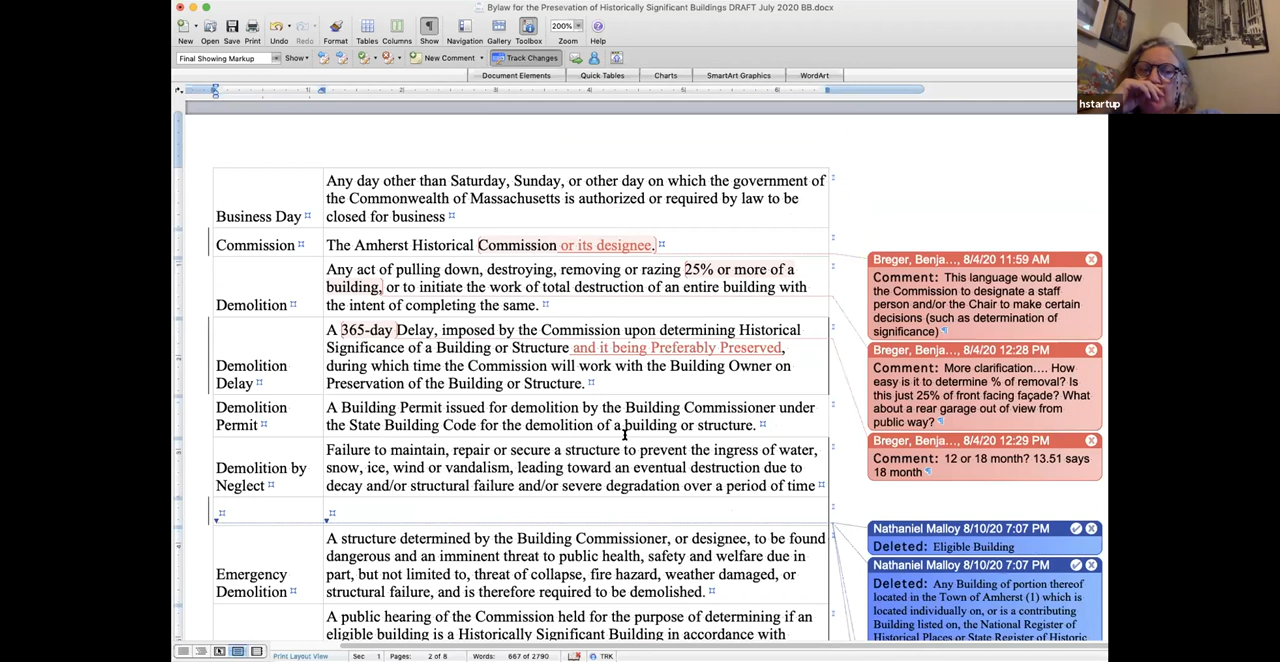 Bylaw for the Presevation of Historically Significant Buildings DRAFT July 2020 BB.docx
200%
New Open Save Print Undo Redo Format Tables Columns Show Navigation Gallery Toolbox Zoom Help
Final Showing Markup Show New Comment Track Changes
Document Elements Quick Tables Charts SmartArt Graphics WordArt
hstartup
Any day other than Saturday, Sunday, or other day on which the government of
the Commonwealth of Massachusetts is authorized or required by law to be
Business Day closed for business
Commission The Amherst Historical Commission or its designee.
Any act of pulling down, destroying, removing or razing 25% or more of a
building, or to initiate the work of total destruction of an entire building with
Demolition the intent of completing the same.
A 365-day Delay, imposed by the Commission upon determining Historical
Significance of a Building or Structure and it being Preferably Preserved,
Demolition during which time the Commission will work with the Building Owner on
Delay Preservation of the Building or Structure.
Demolition A Building Permit issued for demolition by the Building Commissioner under
Permit the State Building Code for the demolition of a building or structure.
Failure to maintain, repair or secure a structure to prevent the ingress of water,
Demolition by snow, ice, wind or vandalism, leading toward an eventual destruction due to
Neglect decay and/or structural failure and/or severe degradation over a period of time
A structure determined by the Building Commissioner, or designee, to be found
dangerous and an imminent threat to public health, safety and welfare due in
Emergency part, but not limited to, threat of collapse, fire hazard, weather damaged, or
Demolition structural failure, and is therefore required to be demolished.
A public hearing of the Commission held for the purpose of determining if an
eligible building is a Historically Significant Building in accordance with
Breger, Benja..., 8/4/20 11:59 AM
Comment: This language would allow
the Commission to designate a staff
person and/or the Chair to make certain
decisions (such as determination of
significance)
Breger, Benja..., 8/4/20 12:28 PM
Comment: More clarification.... How
easy is it to determine % of removal? Is
this just 25% of front facing façade? What
about a rear garage out of view from
public way?
Breger, Benja..., 8/4/20 12:29 PM
Comment: 12 or 18 month? 13.51 says
18 month
Nathaniel Malloy 8/10/20 7:07 PM
Deleted: Eligible Building
Nathaniel Malloy 8/10/20 7:07 PM
Deleted: Any Building of portion thereof
located in the Town of Amherst (1) which is
located individually on, or is a contributing
Building listed on, the National Register of
Historical Places or State Register of Historic
Print Layout View Sec 1 Pages: 2 of 8 Words: 667 of 2790 TRK